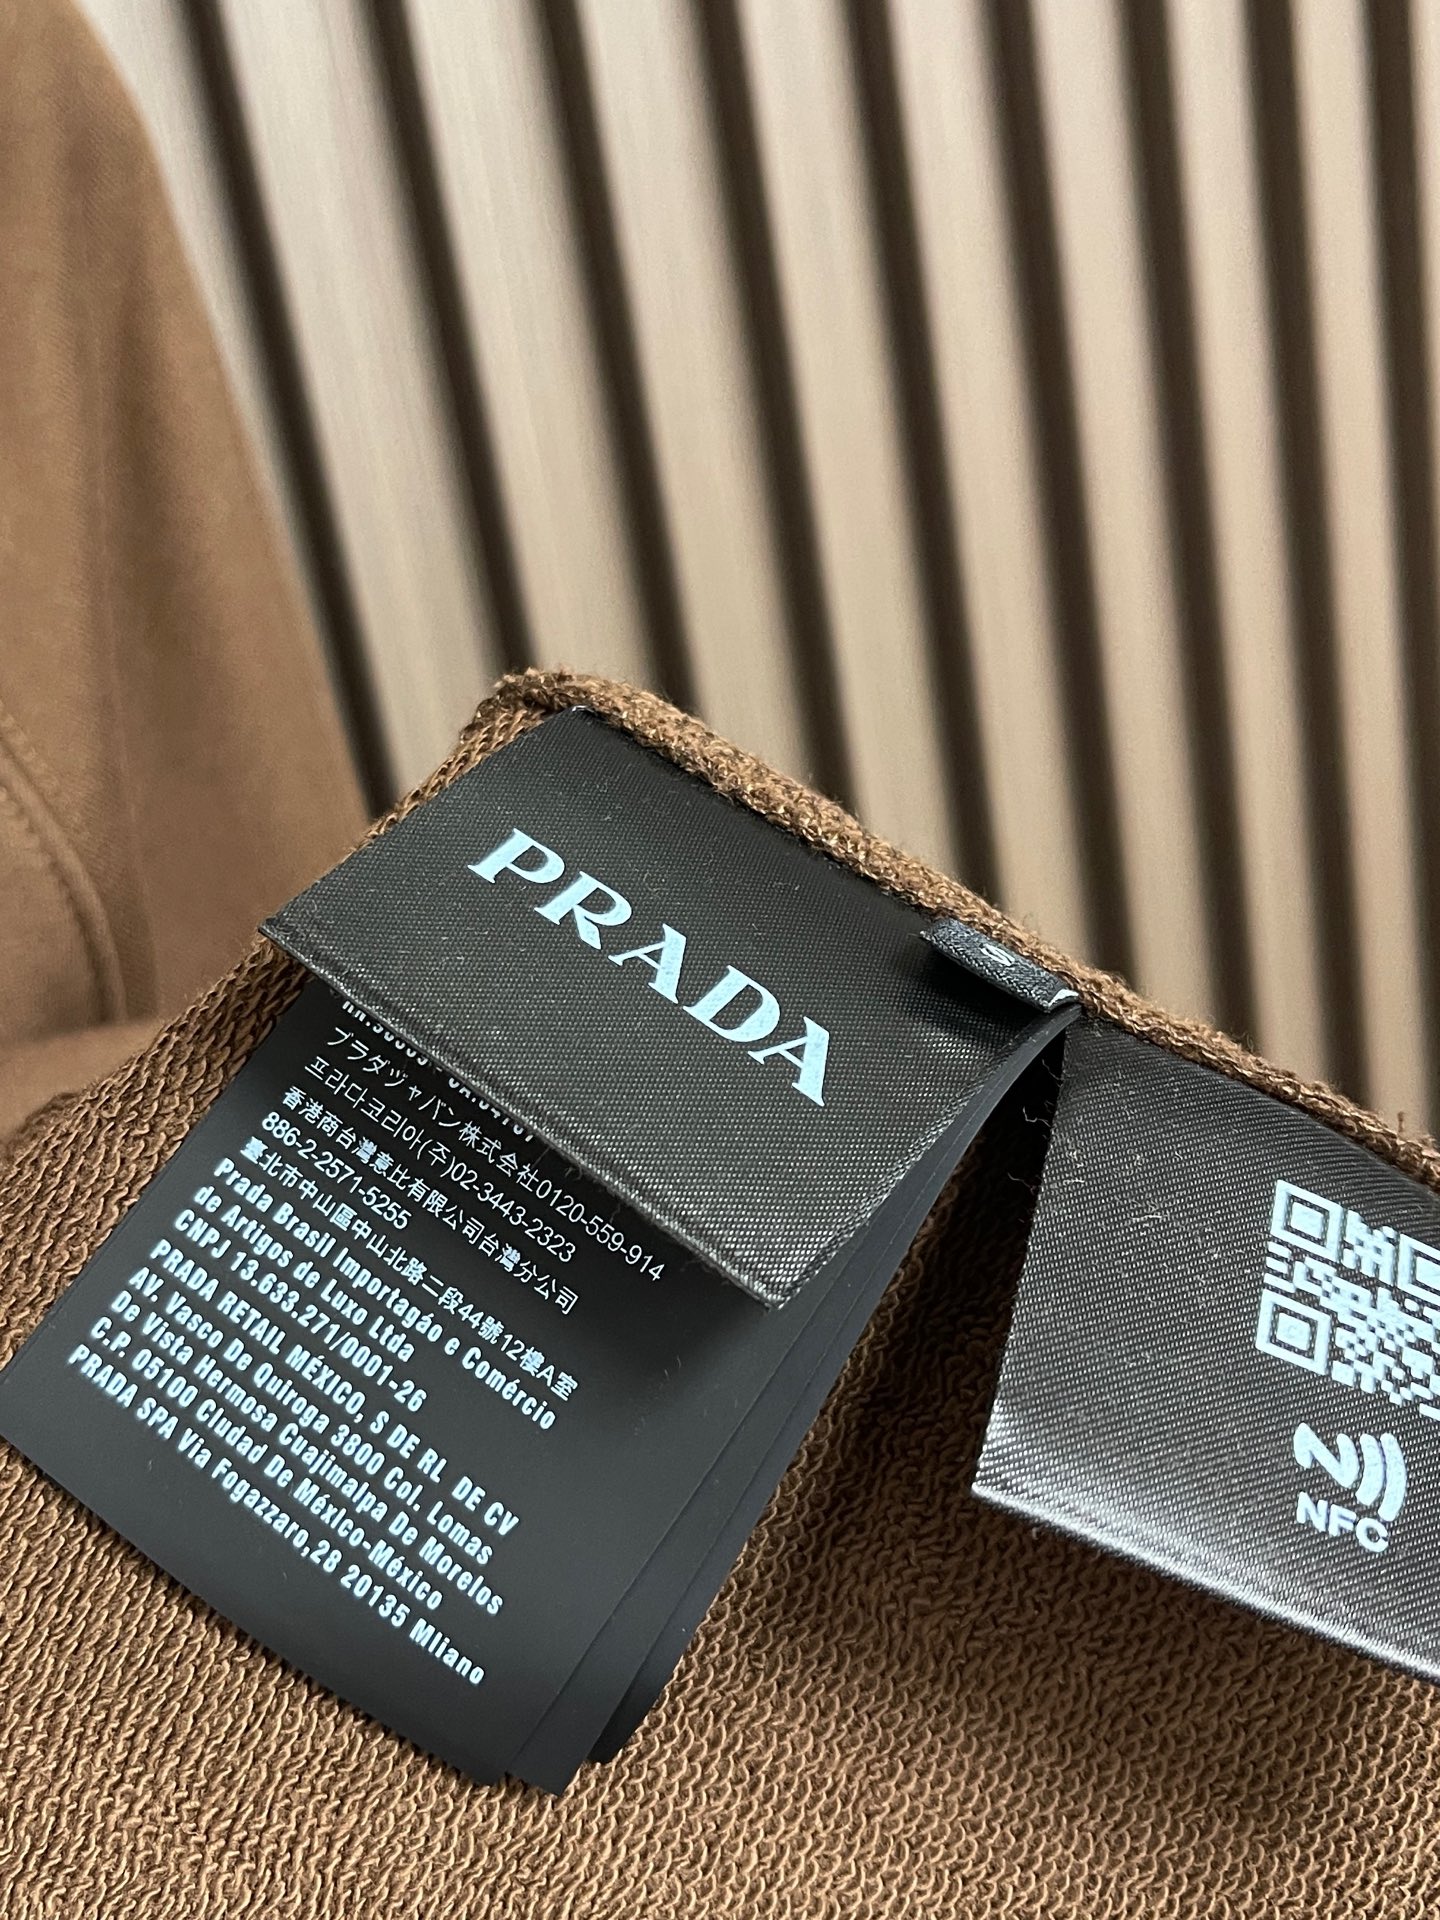 PRADA
S
ブラダツャパン株式会社0120-559-914
프라다코리아(주)02-3443-2323
香港商台灣意比有限公司台灣分公司
886-2-2571-5255
臺北市中山區中山北路二段44號12樓A室
Prada Brasil Importagáo e Comércio
de Artigos de Luxo Ltda
CNPJ 13.633.271/0001-26
PRADA RETAIL MÉXICO, S DE RL DE CV
AV. Vasco De Quiroga 3800 Col. Lomas
De Vista Hermosa Cuajimalpa De Morelos
C.P. 05100 Cludad De México-México
PRADA SPA Via Fogazzaro,28 20135 Mliano
NFC